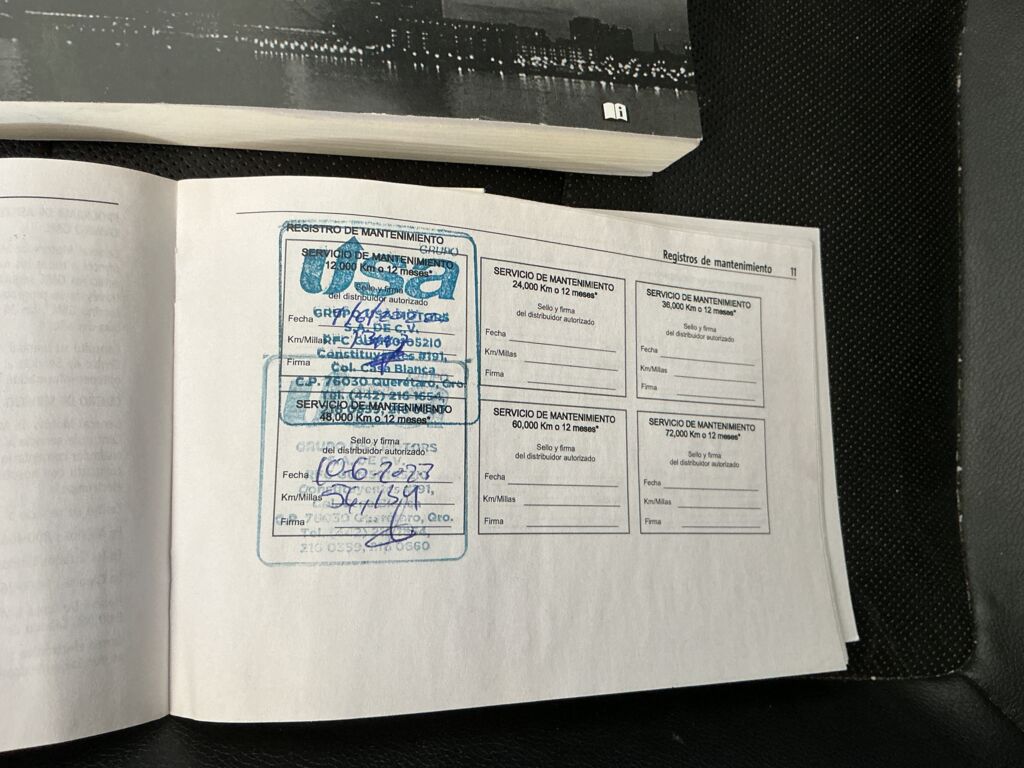 Registros de mantenimiento 11
REGISTRO DE MANTENIMIENTO
GRUPO
usa
SERVICIO DE MANTENIMIENTO
12,000 Km o 12 meses*
Sello y firma
del distribuidor autorizado
Fecha
Km/Millas
Firma
S.A. DE C.V.
Constituyentes #191,
Col. Casa Blanca
C.P. 76030 Querétaro, Qro.
SERVICIO DE MANTENIMIENTO
24,000 Km o 12 meses*
Sello y firma
del distribuidor autorizado
Fecha
Km/Millas
Firma
SERVICIO DE MANTENIMIENTO
36,000 Km o 12 meses*
Sello y firma
del distribuidor autorizado
Fecha
Km/Millas
Firma
SERVICIO DE MANTENIMIENTO
48,000 Km o 12 meses*
Sello y firma
del distribuidor autorizado
Fecha
Km/Millas
Firma
SERVICIO DE MANTENIMIENTO
60,000 Km o 12 meses*
Sello y firma
del distribuidor autorizado
Fecha
Km/Millas
Firma
SERVICIO DE MANTENIMIENTO
72,000 Km o 12 meses*
Sello y firma
del distribuidor autorizado
Fecha
Km/Millas
Firma